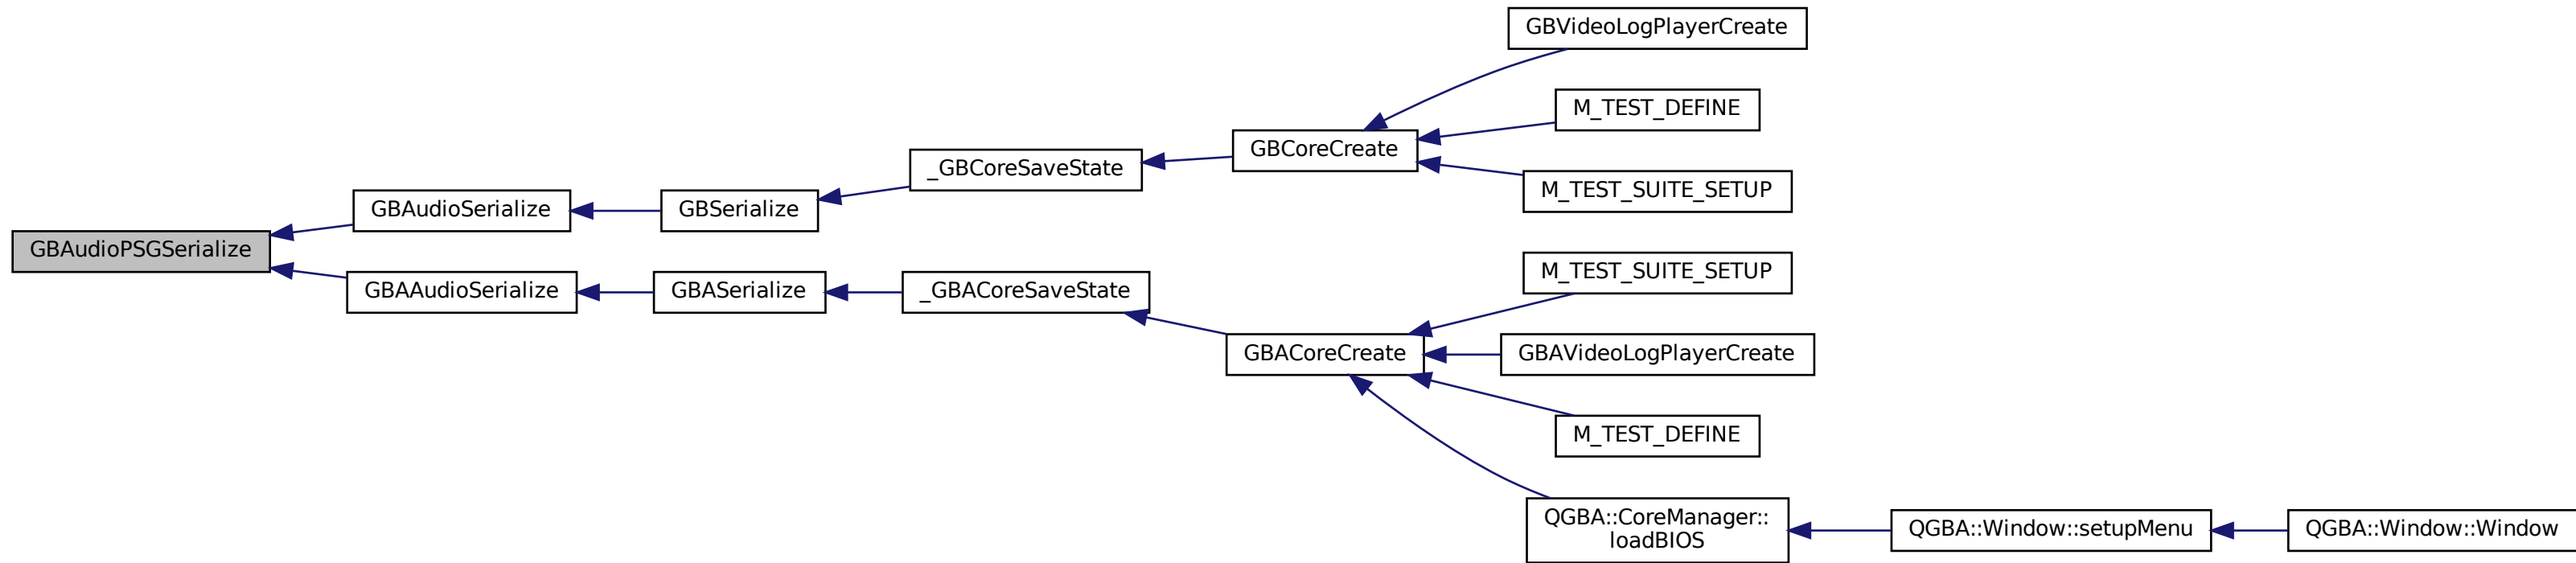 GBVideoLogPlayerCreate
M_TEST_DEFINE
GBCoreCreate
_GBCoreSaveState
M_TEST_SUITE_SETUP
GBAudioSerialize
GBSerialize
GBAudioPSGSerialize
M_TEST_SUITE_SETUP
GBAAudioSerialize
GBASerialize
_GBACoreSaveState
GBACoreCreate
GBAVideoLogPlayerCreate
M_TEST_DEFINE
QGBA::CoreManager::
loadBIOS
QGBA::Window::setupMenu
QGBA::Window::Window